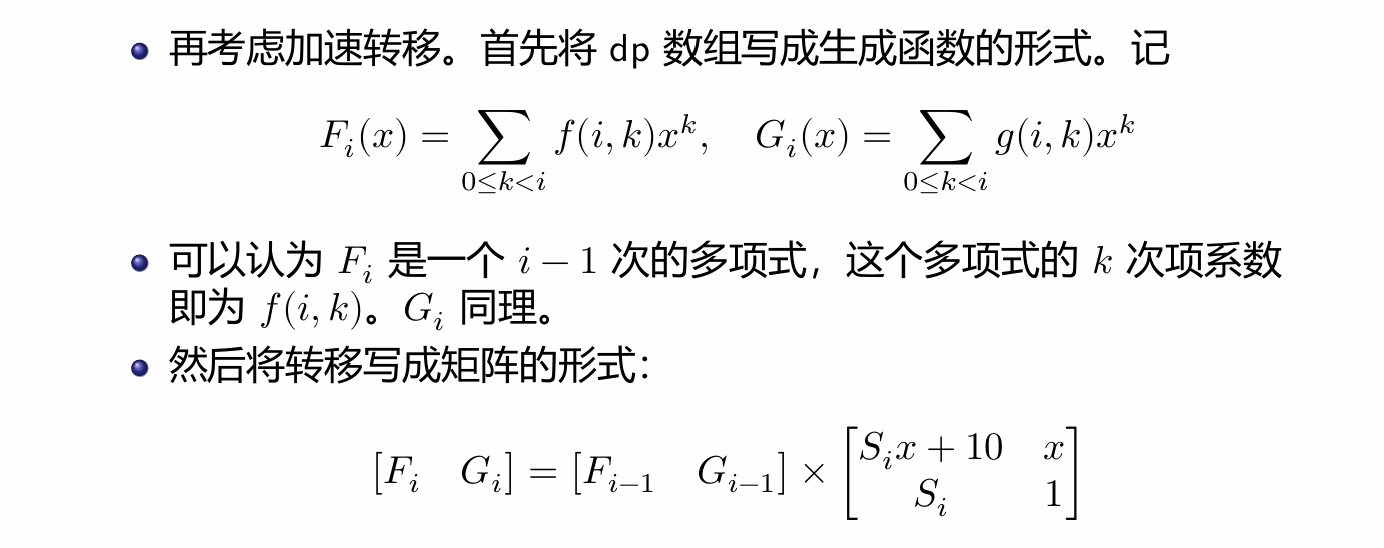 再考虑加速转移。首先将 dp 数组写成生成函数的形式。记
F_i(x) = ∑_{0≤k<i} f(i, k)x^k,  G_i(x) = ∑_{0≤k<i} g(i, k)x^k
可以认为 F_i 是一个 i − 1 次的多项式，这个多项式的 k 次项系数
即为 f(i, k)。G_i 同理。
然后将转移写成矩阵的形式：
[F_i  G_i] = [F_{i−1}  G_{i−1}] × [S_i x + 10  x
S_i  1]